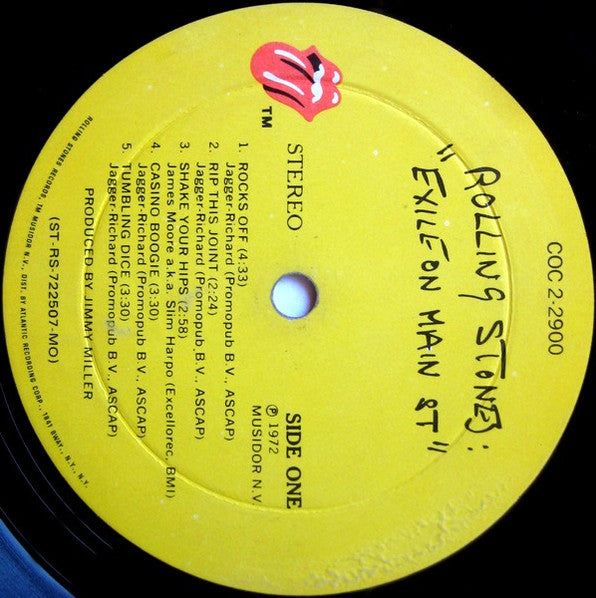 COC 2-2900
ROLLING STONES:
"EXILE ON MAIN ST"
TM
STEREO
SIDE ONE
℗ 1972
MUSIDOR N.V.
1. ROCKS OFF (4:33)
Jagger-Richard (Promopub B.V., ASCAP)
2. RIP THIS JOINT (2:24)
Jagger-Richard (Promopub B.V., ASCAP)
3. SHAKE YOUR HIPS (2:58)
James Moore a.k.a. Slim Harpo (Excellorec, BMI)
4. CASINO BOOGIE (3:30)
Jagger-Richard (Promopub B.V., ASCAP)
5. TUMBLING DICE (3:30)
Jagger-Richard (Promopub B.V., ASCAP)
PRODUCED BY JIMMY MILLER
(ST-RS-722507-MO)
ROLLING STONES RECORDS, TM MUSIDOR N.V., DIST. BY ATLANTIC RECORDING CORP., 1841 BWAY., N.Y., N.Y.